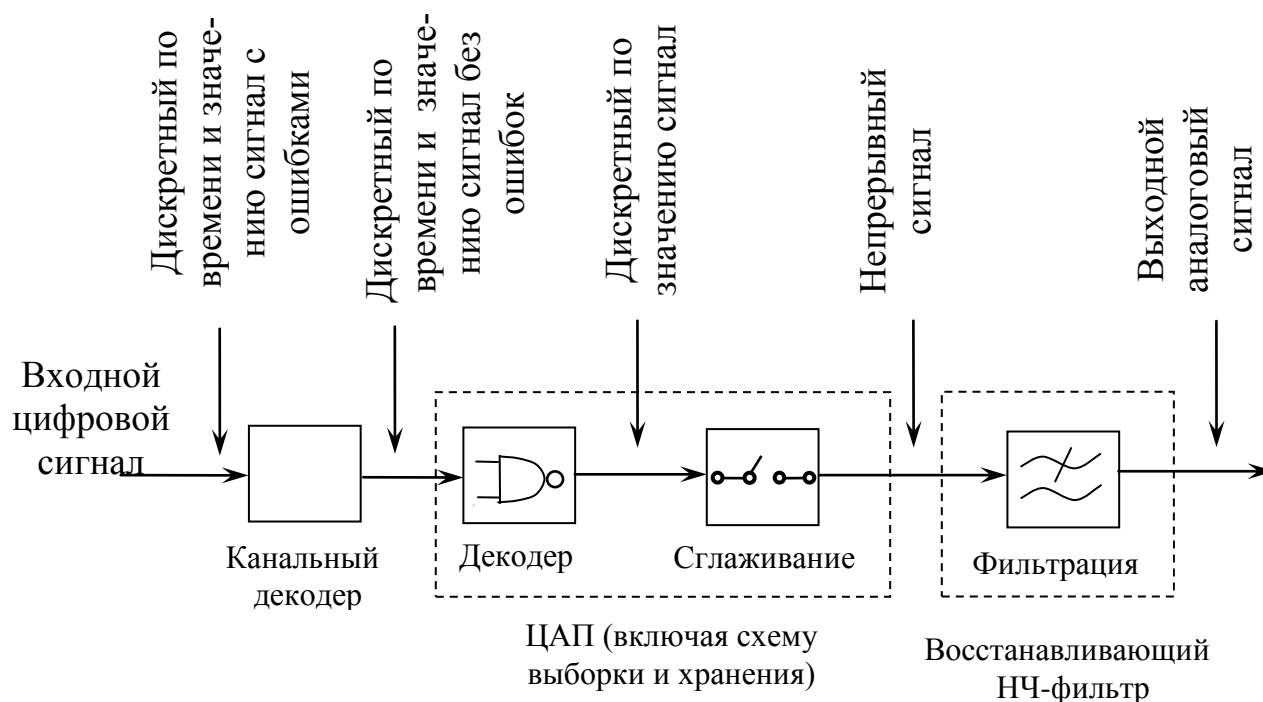 Дискретный по
времени и значе-
нию сигнал с
ошибками
Дискретный по
времени и значе-
нию сигнал без
ошибок
Дискретный по
значению сигнал
Непрерывный
сигнал
Выходной
аналоговый
сигнал
Входной
цифровой
сигнал
Канальный
декодер
Декодер
Сглаживание
Фильтрация
ЦАП (включая схему
выборки и хранения)
Восстанавливающий
НЧ-фильтр